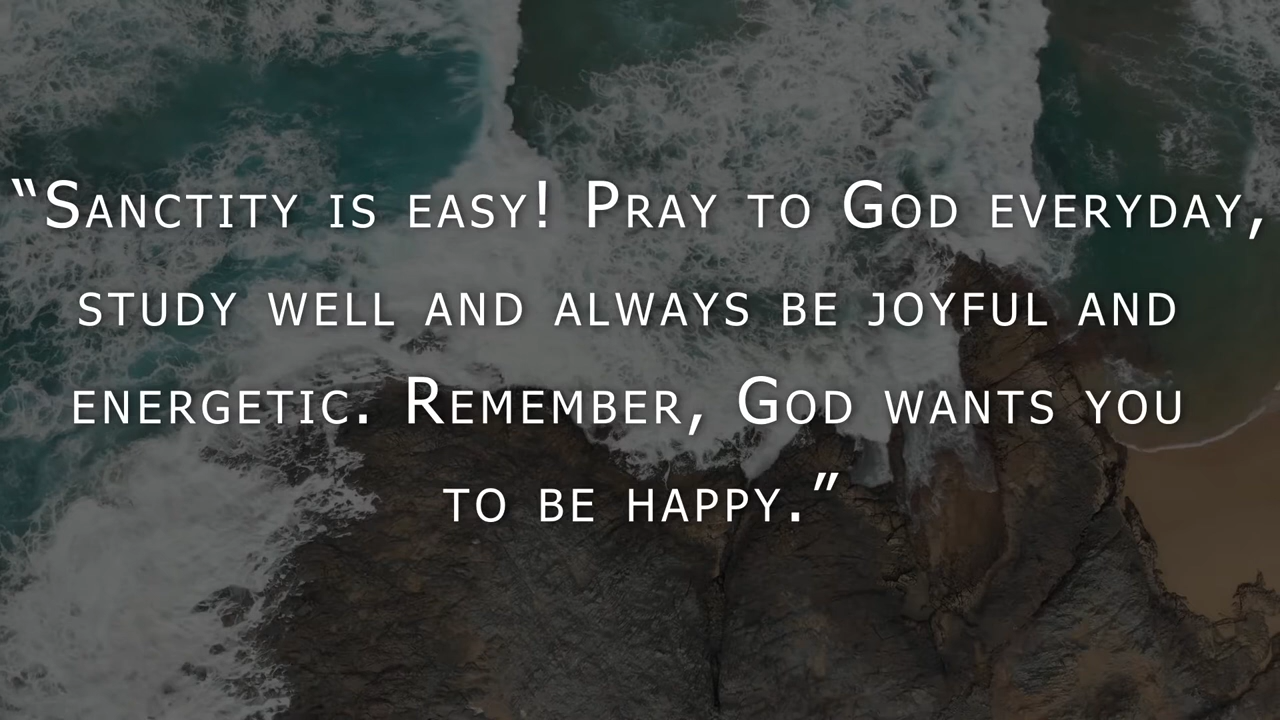 “Sanctity is easy! Pray to God everyday,
study well and always be joyful and
energetic. Remember, God wants you
to be happy.”